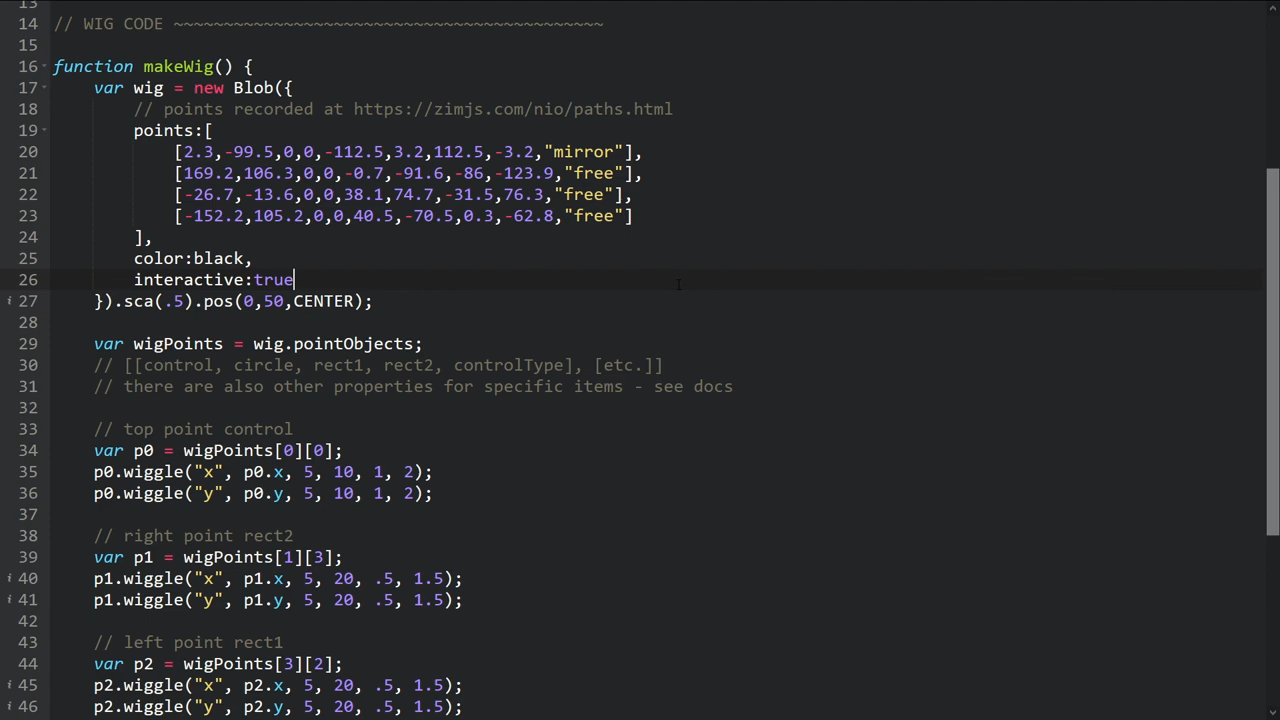 13
14 // WIG CODE ~~~~~~~~~~~~~~~~~~~~~~~~~~~~~~~~~~~~~~~~~~~
15
16 function makeWig() {
17     var wig = new Blob({
18         // points recorded at https://zimjs.com/nio/paths.html
19         points:[
20             [2.3,-99.5,0,0,-112.5,3.2,112.5,-3.2,"mirror"],
21             [169.2,106.3,0,0,-0.7,-91.6,-86,-123.9,"free"],
22             [-26.7,-13.6,0,0,38.1,74.7,-31.5,76.3,"free"],
23             [-152.2,105.2,0,0,40.5,-70.5,0.3,-62.8,"free"]
24         ],
25         color:black,
26         interactive:true
i 27     }).sca(.5).pos(0,50,CENTER);
28
29     var wigPoints = wig.pointObjects;
30     // [[control, circle, rect1, rect2, controlType], [etc.]]
31     // there are also other properties for specific items - see docs
32
33     // top point control
34     var p0 = wigPoints[0][0];
35     p0.wiggle("x", p0.x, 5, 10, 1, 2);
36     p0.wiggle("y", p0.y, 5, 10, 1, 2);
37
38     // right point rect2
39     var p1 = wigPoints[1][3];
i 40     p1.wiggle("x", p1.x, 5, 20, .5, 1.5);
i 41     p1.wiggle("y", p1.y, 5, 20, .5, 1.5);
42
43     // left point rect1
44     var p2 = wigPoints[3][2];
i 45     p2.wiggle("x", p2.x, 5, 20, .5, 1.5);
i 46     p2.wiggle("y", p2.y, 5, 20, .5, 1.5);